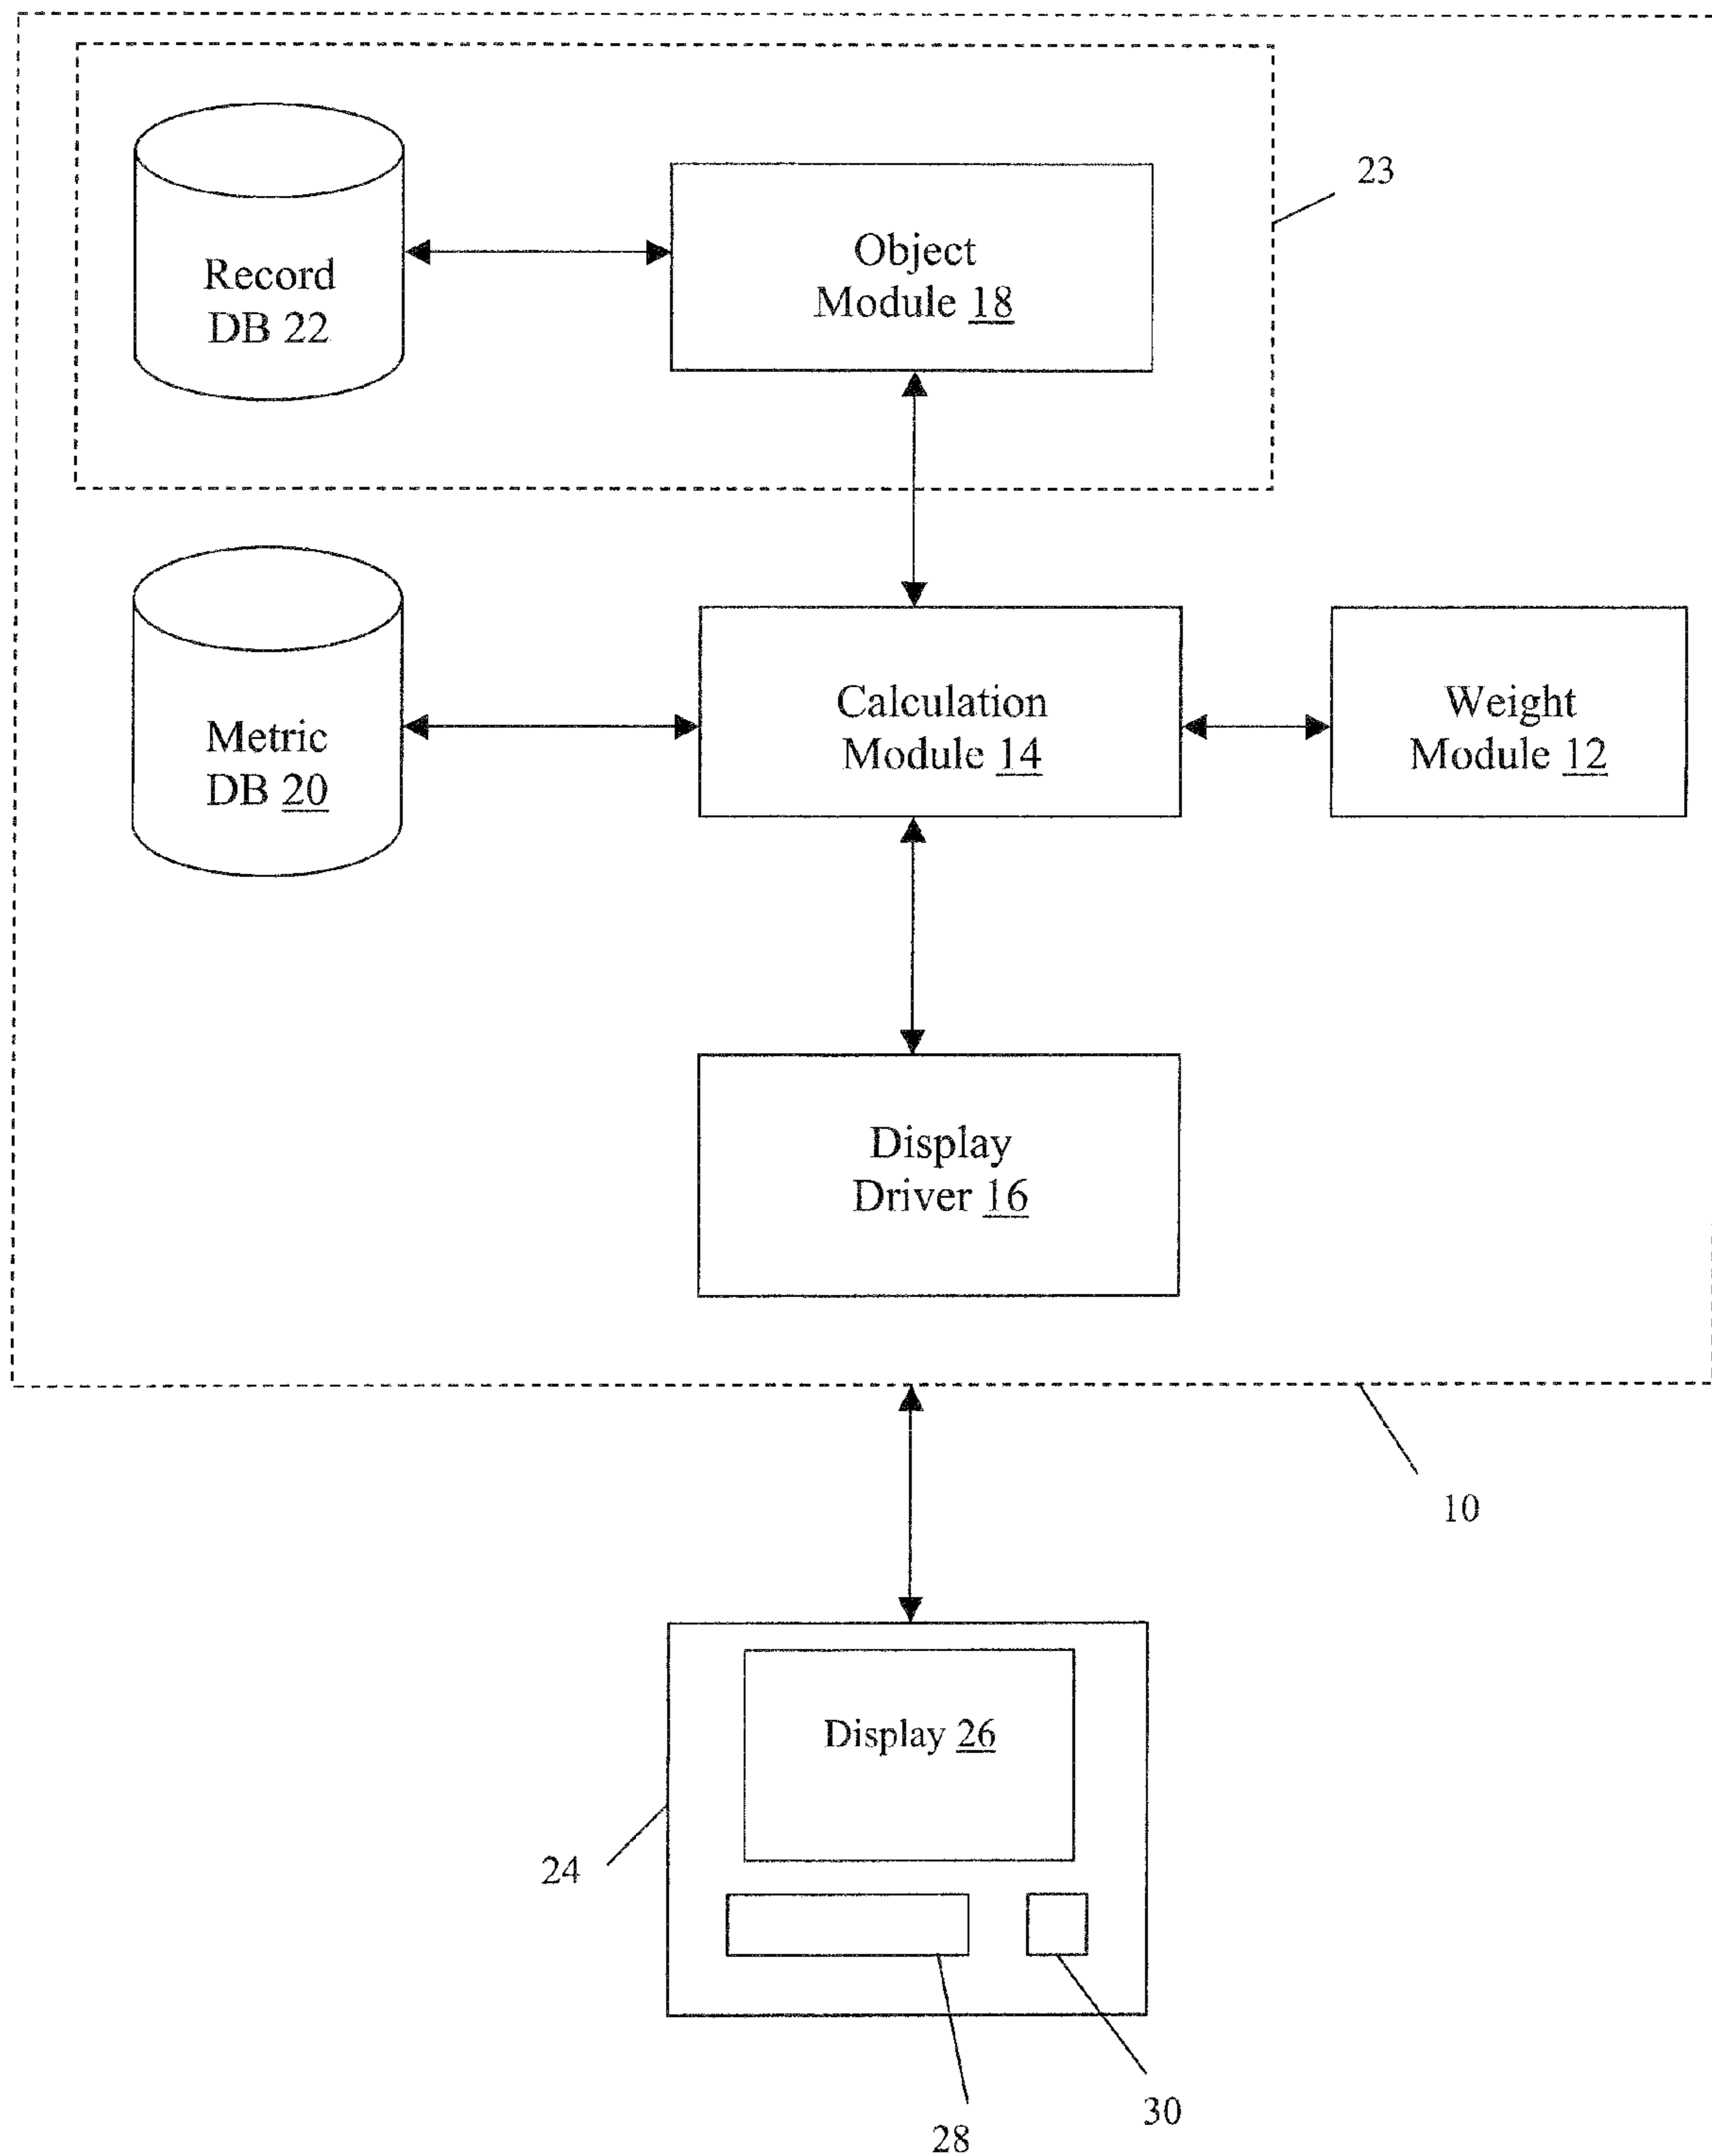 23
Record
DB 22
Object
Module 18
Metric
DB 20
Calculation
Module 14
Weight
Module 12
Display
Driver 16
10
Display 26
24
30
28